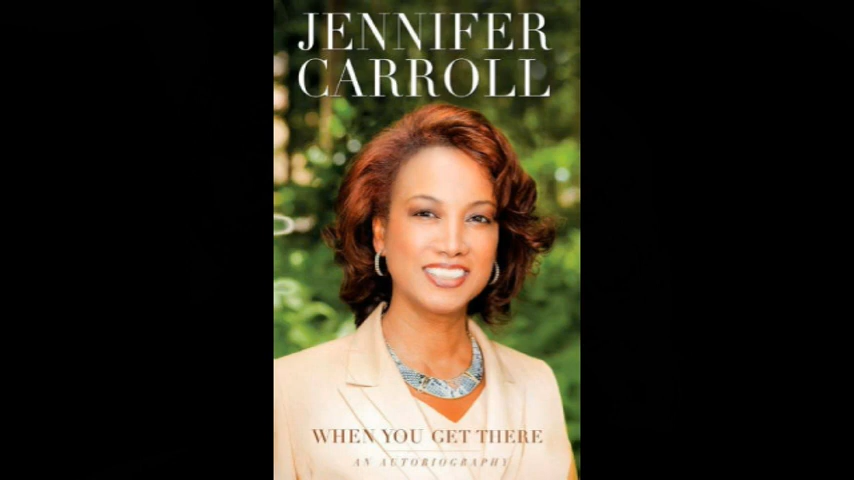 JENNIFER
CARROLL
WHEN YOU GET THERE
AN AUTOBIOGRAPHY